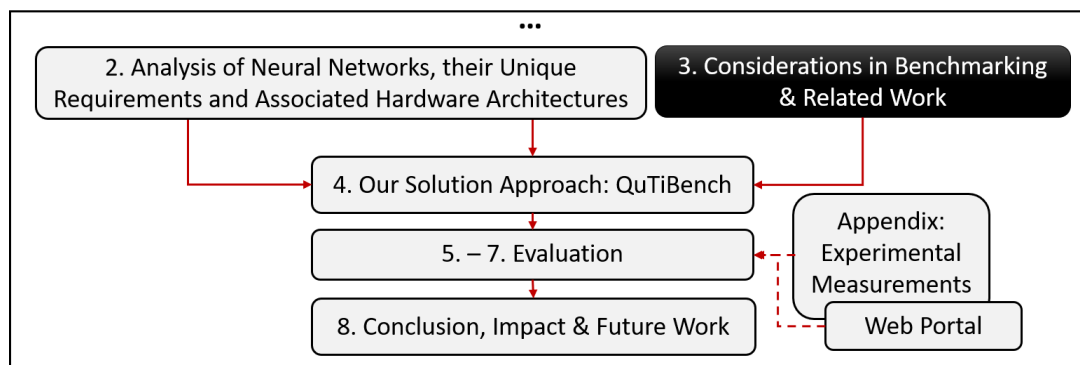 ...
2. Analysis of Neural Networks, their Unique
Requirements and Associated Hardware Architectures
3. Considerations in Benchmarking
& Related Work
4. Our Solution Approach: QuTiBench
Appendix:
Experimental
Measurements
5. – 7. Evaluation
8. Conclusion, Impact & Future Work
Web Portal